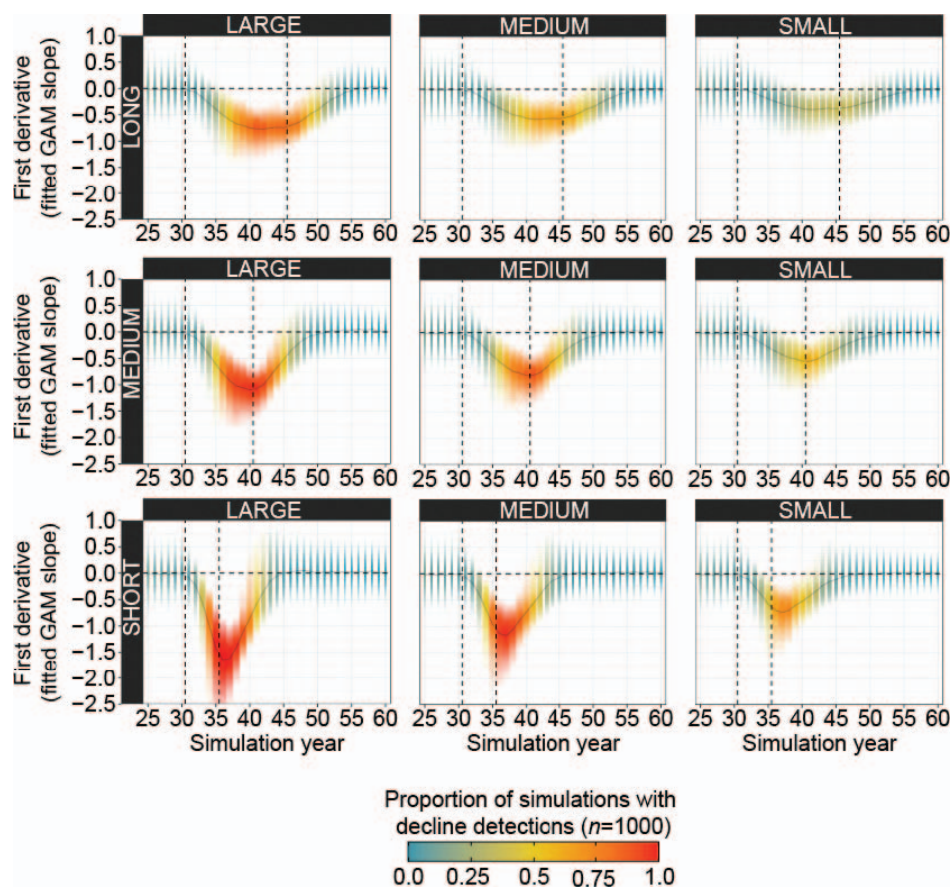 LARGE MEDIUM SMALL
LONG
First derivative
(fitted GAM slope)
1.0
0.5
0.0
−0.5
−1.0
−1.5
−2.0
−2.5
25 30 35 40 45 50 55 60 25 30 35 40 45 50 55 60 25 30 35 40 45 50 55 60
LARGE MEDIUM SMALL
MEDIUM
First derivative
(fitted GAM slope)
1.0
0.5
0.0
−0.5
−1.0
−1.5
−2.0
−2.5
25 30 35 40 45 50 55 60 25 30 35 40 45 50 55 60 25 30 35 40 45 50 55 60
LARGE MEDIUM SMALL
SHORT
First derivative
(fitted GAM slope)
1.0
0.5
0.0
−0.5
−1.0
−1.5
−2.0
−2.5
25 30 35 40 45 50 55 60 25 30 35 40 45 50 55 60 25 30 35 40 45 50 55 60
Simulation year Simulation year Simulation year
Proportion of simulations with
decline detections (n=1000)
0.0 0.25 0.5 0.75 1.0